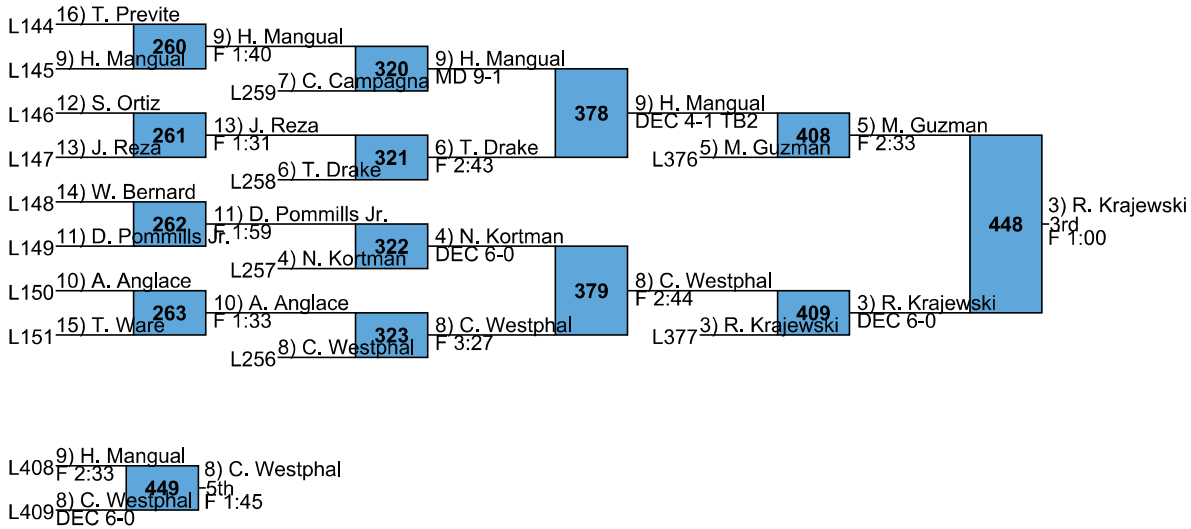 L144 16) T. Previte
260
L145 9) H. Mangual
9) H. Mangual
F 1:40
320
L259 7) C. Campagna
9) H. Mangual
MD 9-1
L146 12) S. Ortiz
261
L147 13) J. Reza
13) J. Reza
F 1:31
321
L258 6) T. Drake
6) T. Drake
F 2:43
378
9) H. Mangual
DEC 4-1 TB2
408
L376 5) M. Guzman
5) M. Guzman
F 2:33
L148 14) W. Bernard
262
L149 11) D. Pommills Jr.
11) D. Pommills Jr.
F 1:59
322
L257 4) N. Kortman
4) N. Kortman
DEC 6-0
L150 10) A. Anglace
263
L151 15) T. Ware
10) A. Anglace
F 1:33
323
L256 8) C. Westphal
8) C. Westphal
F 3:27
379
8) C. Westphal
F 2:44
409
L377 3) R. Krajewski
3) R. Krajewski
DEC 6-0
448
3) R. Krajewski
3rd
F 1:00
L408 9) H. Mangual
F 2:33
449
L409 8) C. Westphal
DEC 6-0
8) C. Westphal
5th
F 1:45